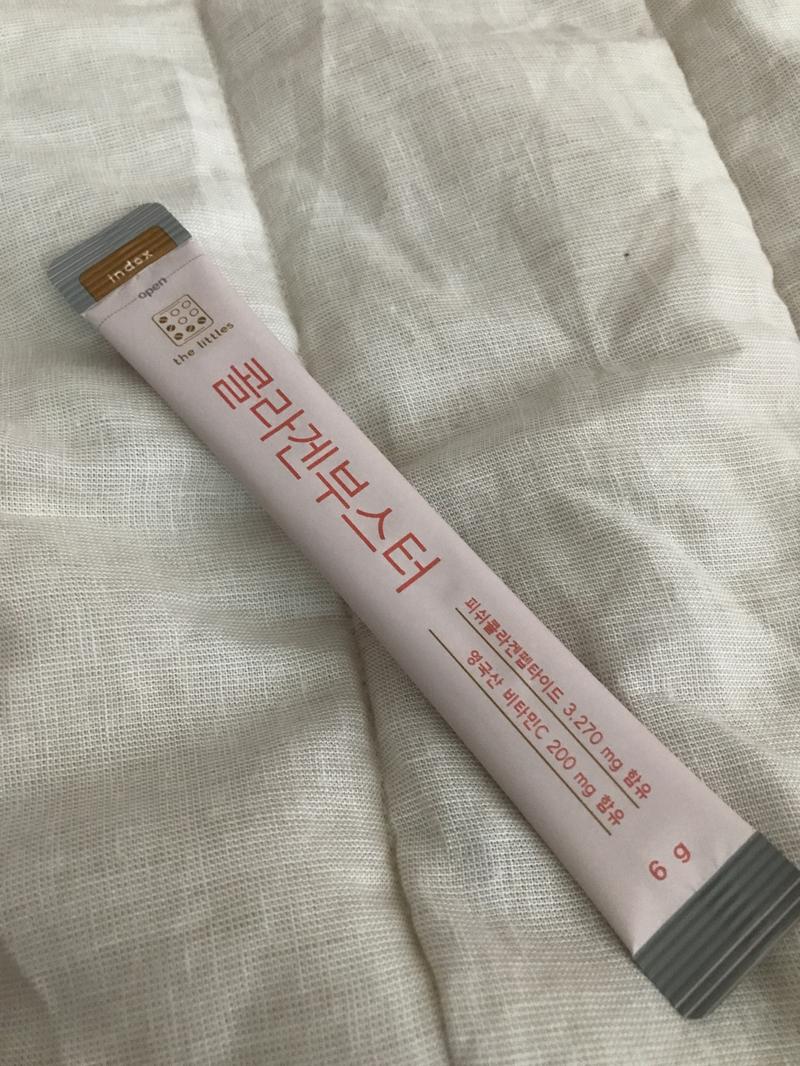 index
open
the littles
콜라겐부스터
피쉬콜라겐펩타이드 3,270 mg 함유
영국산 비타민C 200 mg 함유
6 g